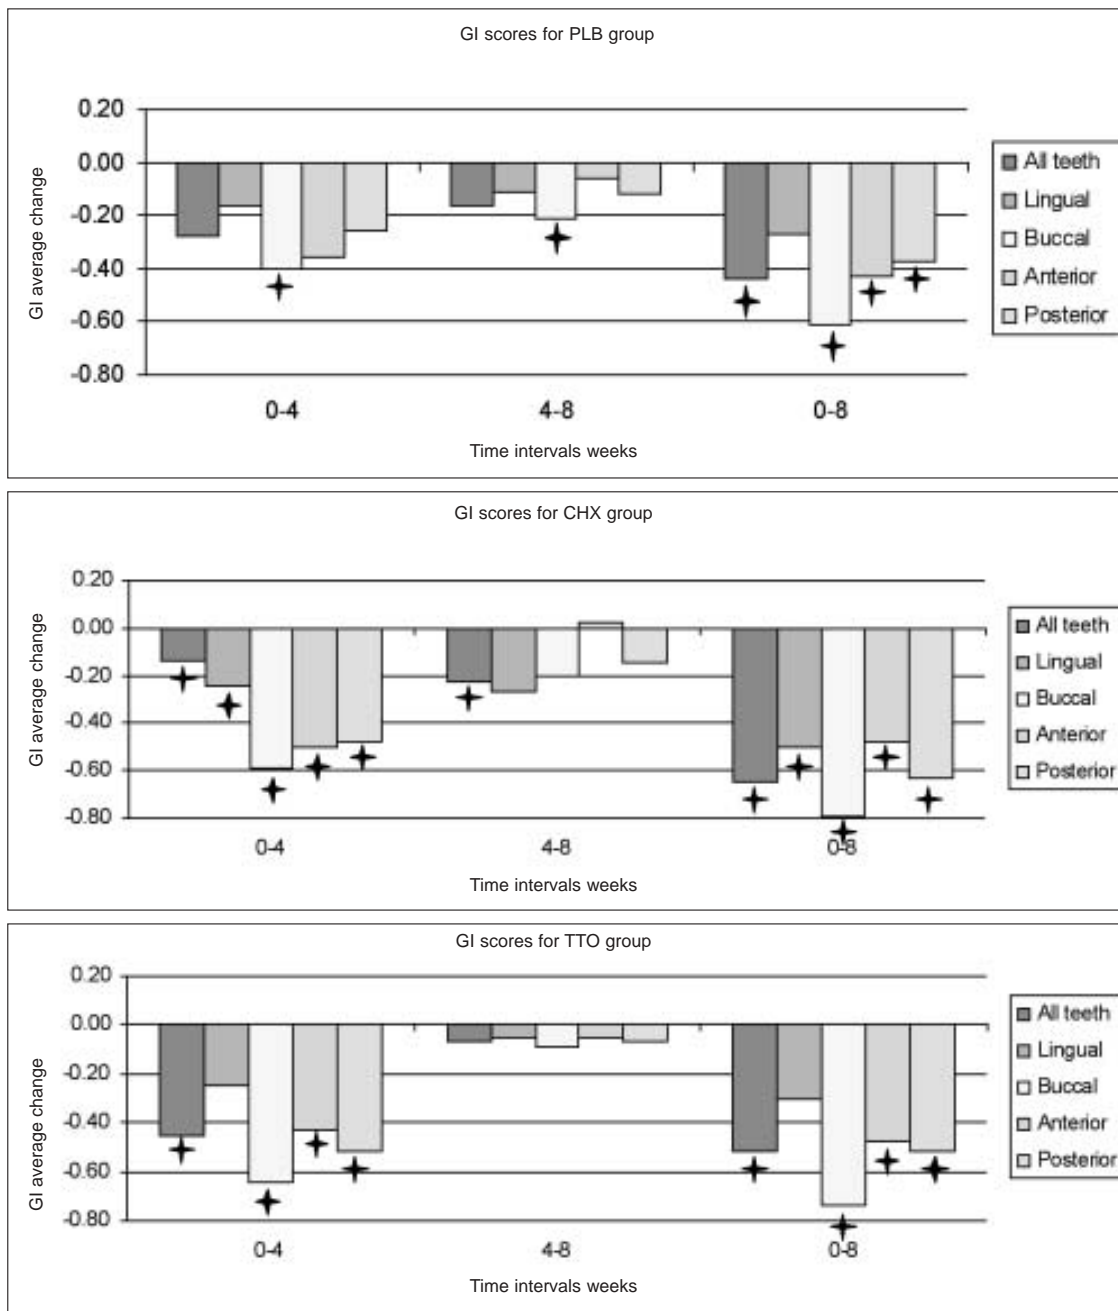 GI scores for PLB group
GI average change
0.20
0.00
-0.20
-0.40
-0.60
-0.80
0-4 4-8 0-8
Time intervals weeks
All teeth
Lingual
Buccal
Anterior
Posterior
GI scores for CHX group
GI average change
0.20
0.00
-0.20
-0.40
-0.60
-0.80
0-4 4-8 0-8
Time intervals weeks
All teeth
Lingual
Buccal
Anterior
Posterior
GI scores for TTO group
GI average change
0.20
0.00
-0.20
-0.40
-0.60
-0.80
0-4 4-8 0-8
Time intervals weeks
All teeth
Lingual
Buccal
Anterior
Posterior